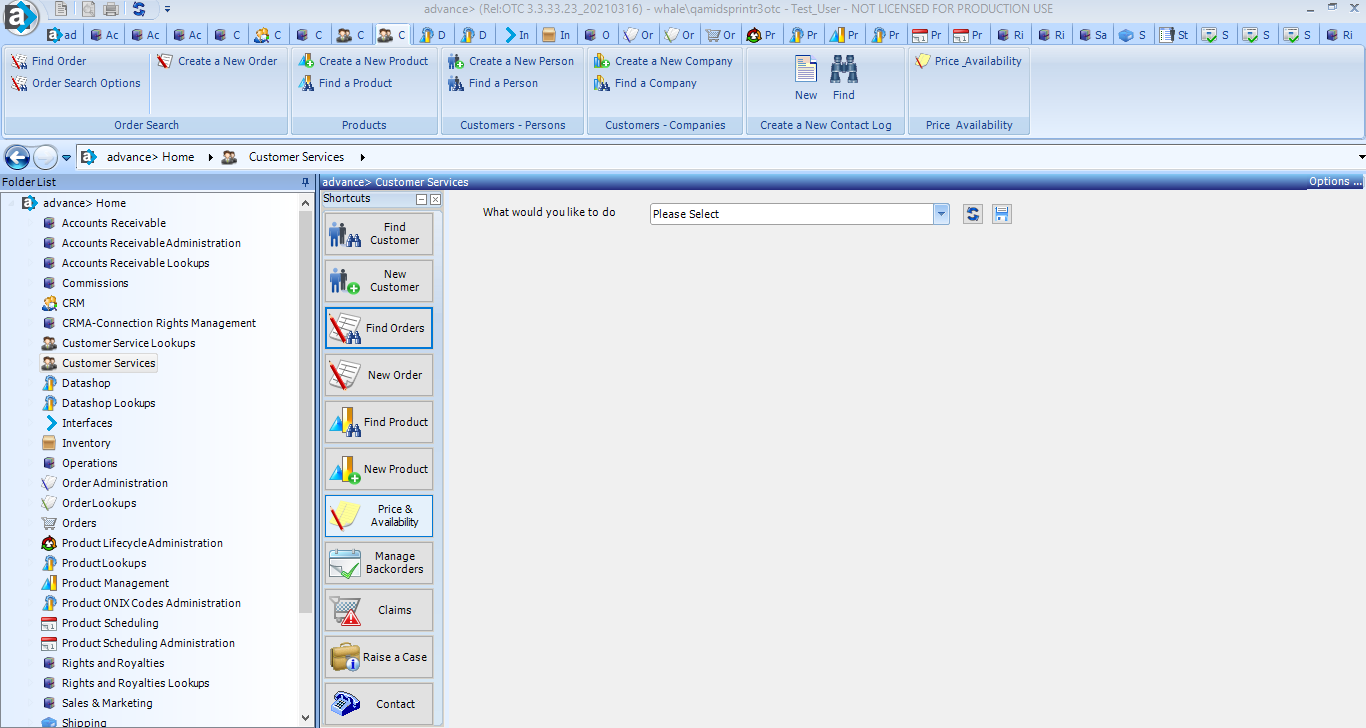 advance> (Rel:OTC 3.3.33.23_20210316) - whale\qamidsprintr3otc - Test_User - NOT LICENSED FOR PRODUCTION USE
ad Ac Ac Ac C C C C C D D In In O Or Or Or Pr Pr Pr Pr Pr Pr Ri Ri Sa S St S S S Ri
Find Order
Order Search Options
Create a New Order
Order Search
Create a New Product
Find a Product
Products
Create a New Person
Find a Person
Customers - Persons
Create a New Company
Find a Company
Customers - Companies
New
Find
Create a New Contact Log
Price _Availability
Price Availability
advance> Home
Customer Services
Folder List
advance> Home
Accounts Receivable
Accounts Receivable Administration
Accounts Receivable Lookups
Commissions
CRM
CRMA-Connection Rights Management
Customer Service Lookups
Customer Services
Datashop
Datashop Lookups
Interfaces
Inventory
Operations
Order Administration
Order Lookups
Orders
Product Lifecycle Administration
Product Lookups
Product Management
Product ONIX Codes Administration
Product Scheduling
Product Scheduling Administration
Rights and Royalties
Rights and Royalties Lookups
Sales & Marketing
Shipping
advance> Customer Services
Options ...
Shortcuts
Find Customer
New Customer
Find Orders
New Order
Find Product
New Product
Price & Availability
Manage Backorders
Claims
Raise a Case
Contact
What would you like to do
Please Select